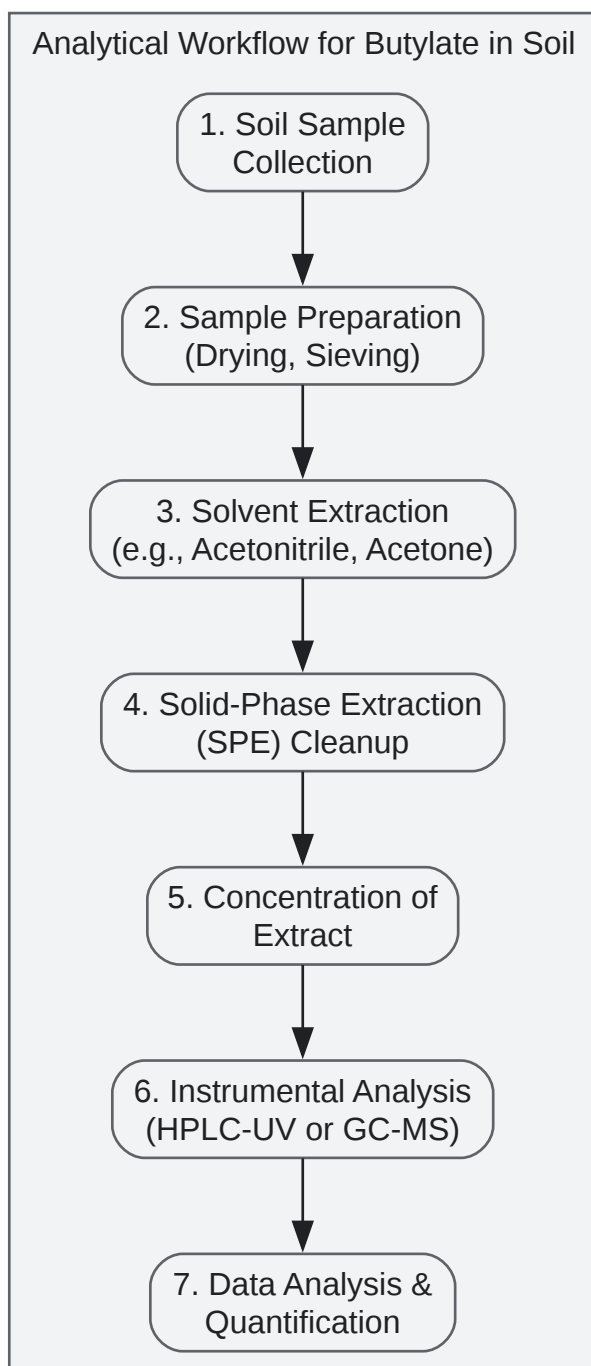 Analytical Workflow for Butylate in Soil
1. Soil Sample
Collection
2. Sample Preparation
(Drying, Sieving)
3. Solvent Extraction
(e.g., Acetonitrile, Acetone)
4. Solid-Phase Extraction
(SPE) Cleanup
5. Concentration of
Extract
6. Instrumental Analysis
(HPLC-UV or GC-MS)
7. Data Analysis &
Quantification